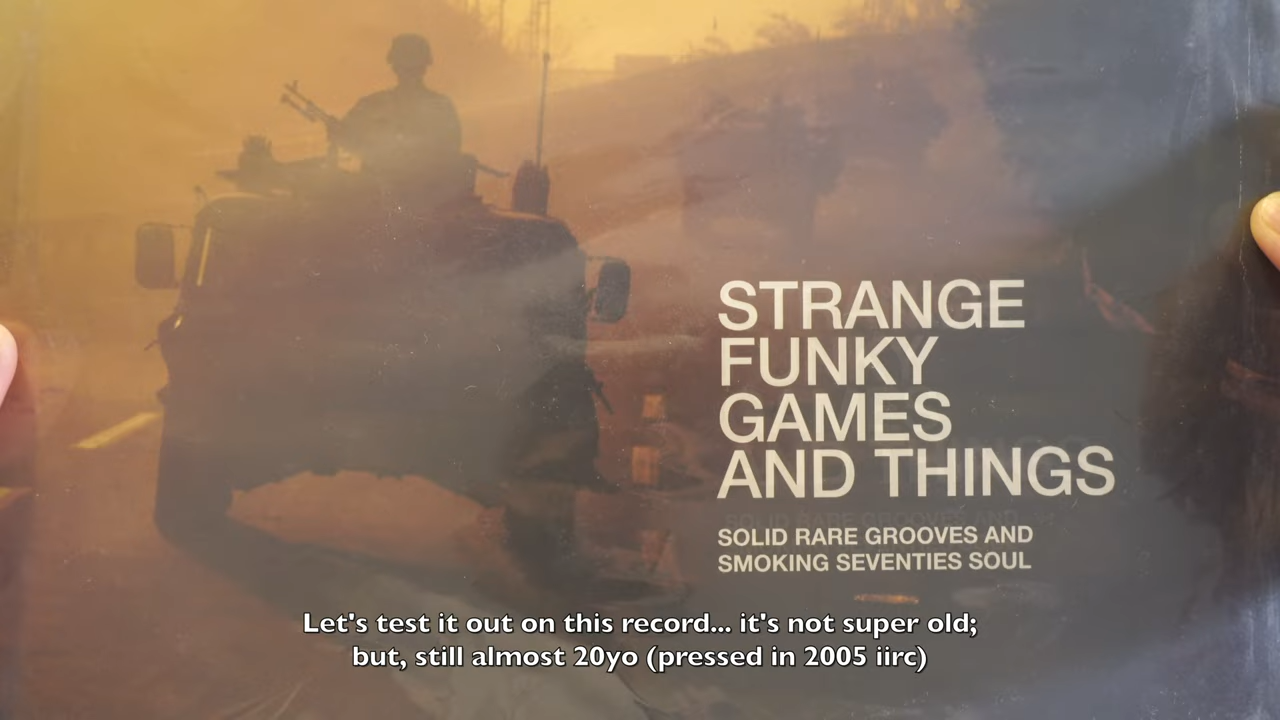 STRANGE
FUNKY
GAMES
AND THINGS
SOLID RARE GROOVES AND
SMOKING SEVENTIES SOUL
Let's test it out on this record... it's not super old;
but, still almost 20yo (pressed in 2005 iirc)